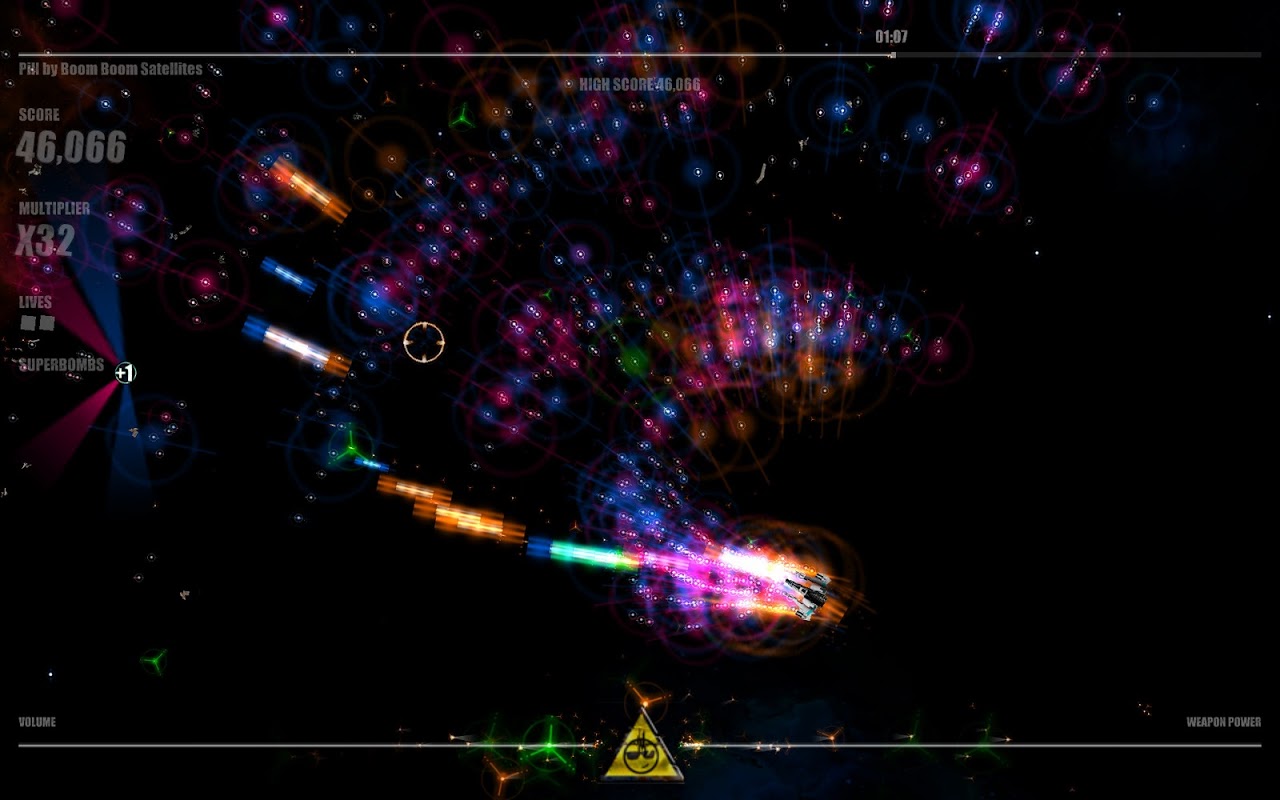 01:07
Pill by Boom Boom Satellites
HIGH SCORE 46,066
SCORE
46,066
MULTIPLIER
X32
LIVES
SUPERBOMBS
+1
VOLUME
WEAPON POWER